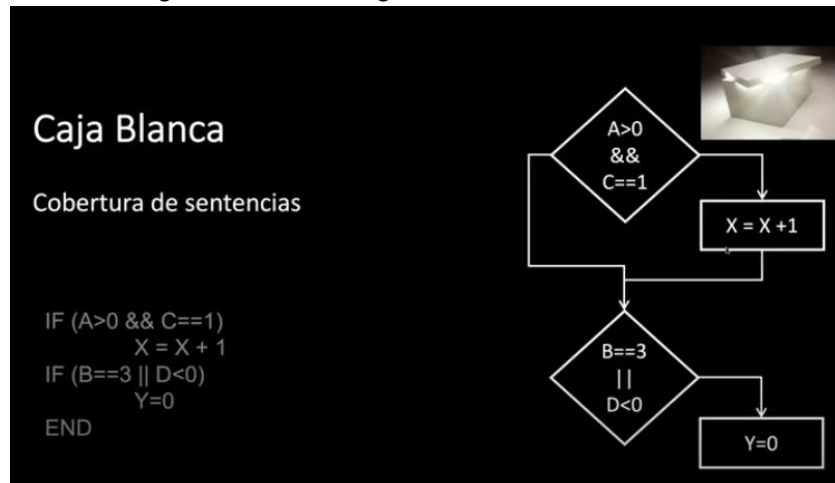 Caja Blanca
Cobertura de sentencias
IF (A>0 && C==1)
X = X + 1
IF (B==3 || D<0)
Y=0
END
A>0
&&
C==1
X = X +1
B==3
||
D<0
Y=0